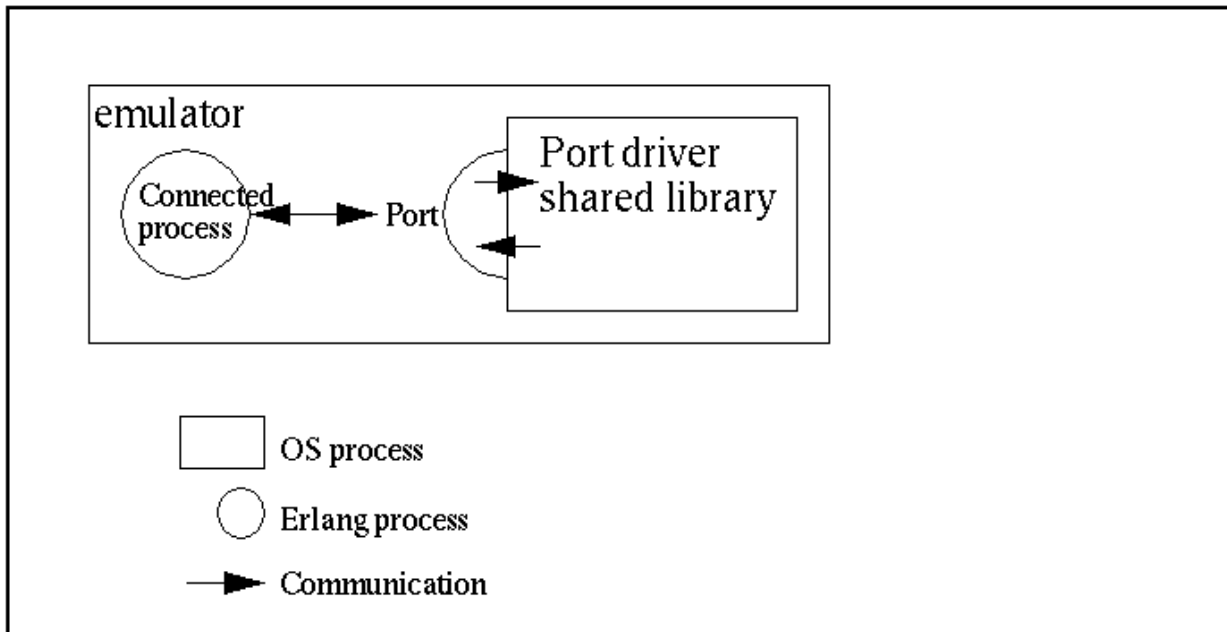 emulator
Connected
process
Port
Port driver
shared library
OS process
Erlang process
Communication